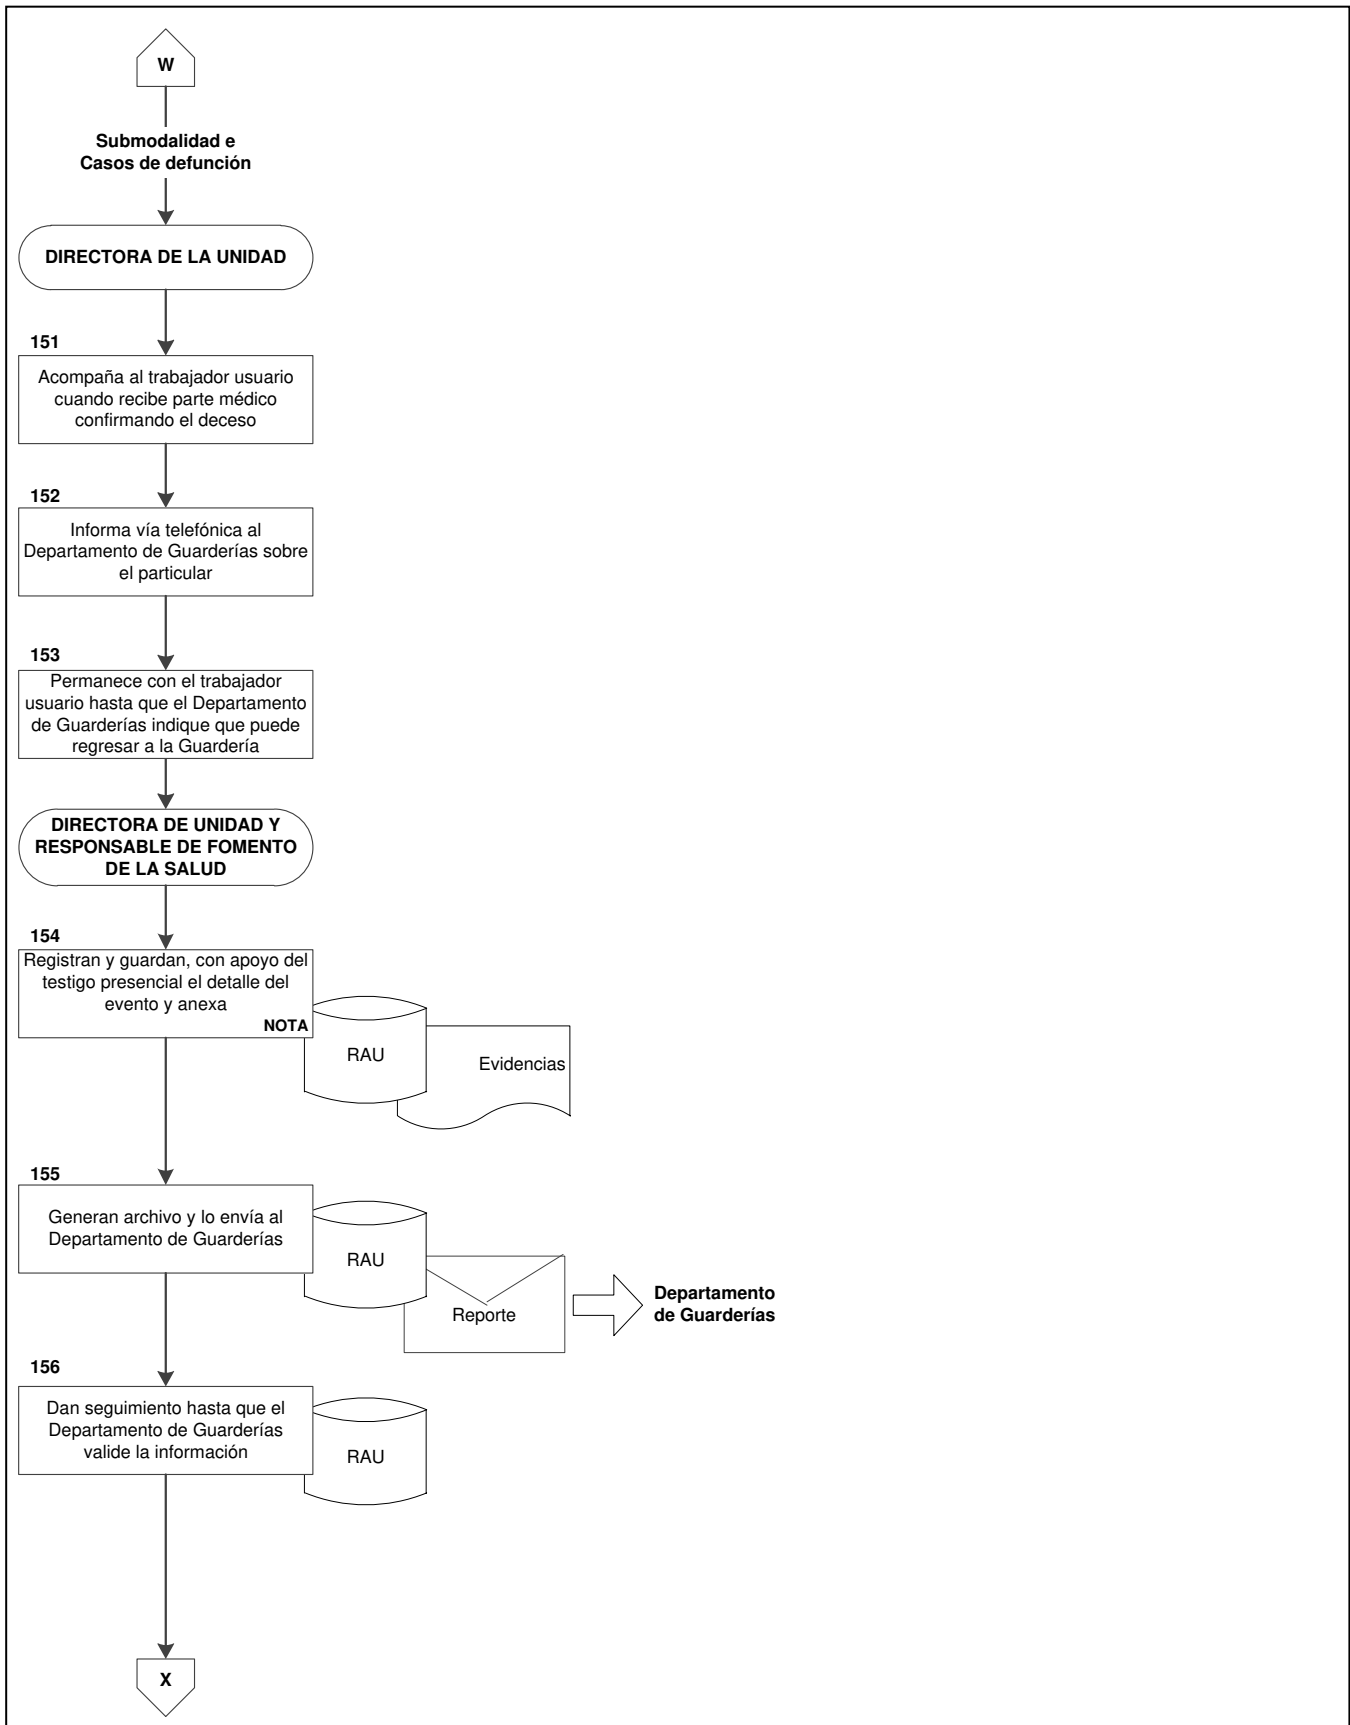 W
Submodalidad e
Casos de defunción
DIRECTORA DE LA UNIDAD
151
Acompaña al trabajador usuario
cuando recibe parte médico
confirmando el deceso
152
Informa vía telefónica al
Departamento de Guarderías sobre
el particular
153
Permanece con el trabajador
usuario hasta que el Departamento
de Guarderías indique que puede
regresar a la Guardería
DIRECTORA DE UNIDAD Y
RESPONSABLE DE FOMENTO
DE LA SALUD
154
Registran y guardan, con apoyo del
testigo presencial el detalle del
evento y anexa
NOTA
RAU
Evidencias
155
Generan archivo y lo envía al
Departamento de Guarderías
RAU
Reporte
Departamento
de Guarderías
156
Dan seguimiento hasta que el
Departamento de Guarderías
valide la información
RAU
X